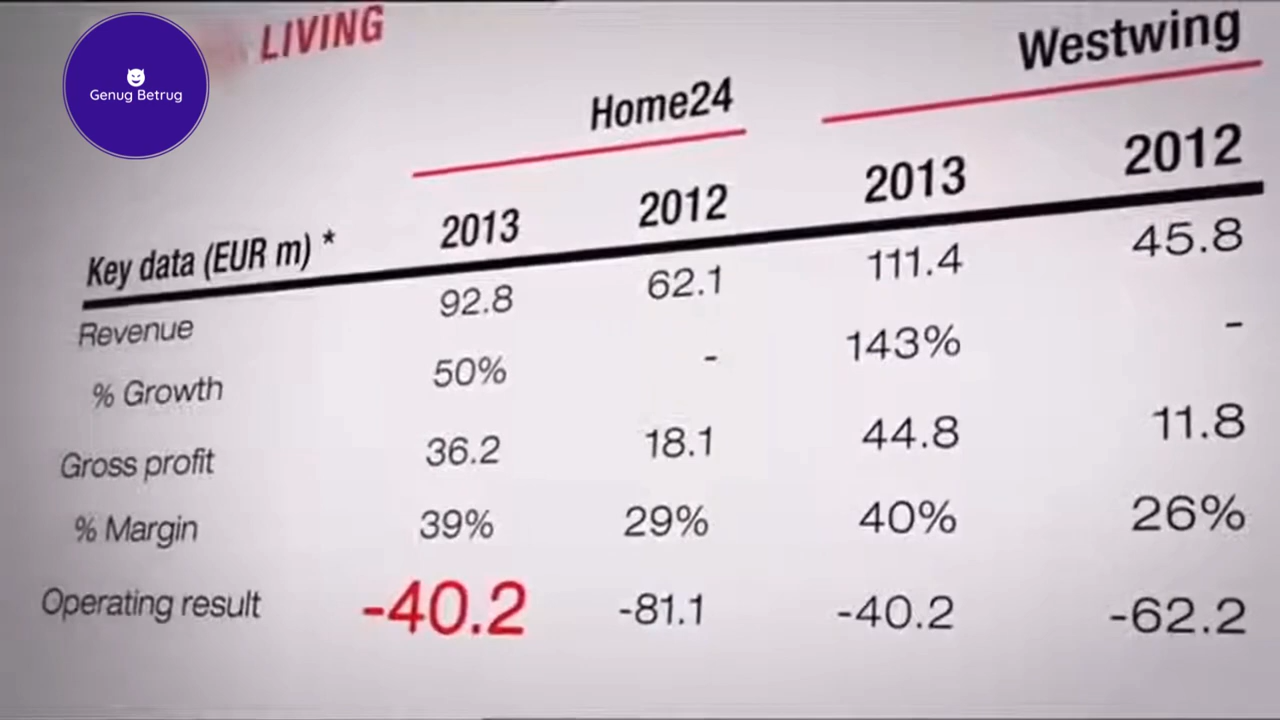 LIVING
Genug Betrug
Home24 Westwing
Key data (EUR m) * 2013 2012 2013 2012
Revenue 92.8 62.1 111.4 45.8
% Growth 50% - 143% -
Gross profit 36.2 18.1 44.8 11.8
% Margin 39% 29% 40% 26%
Operating result -40.2 -81.1 -40.2 -62.2